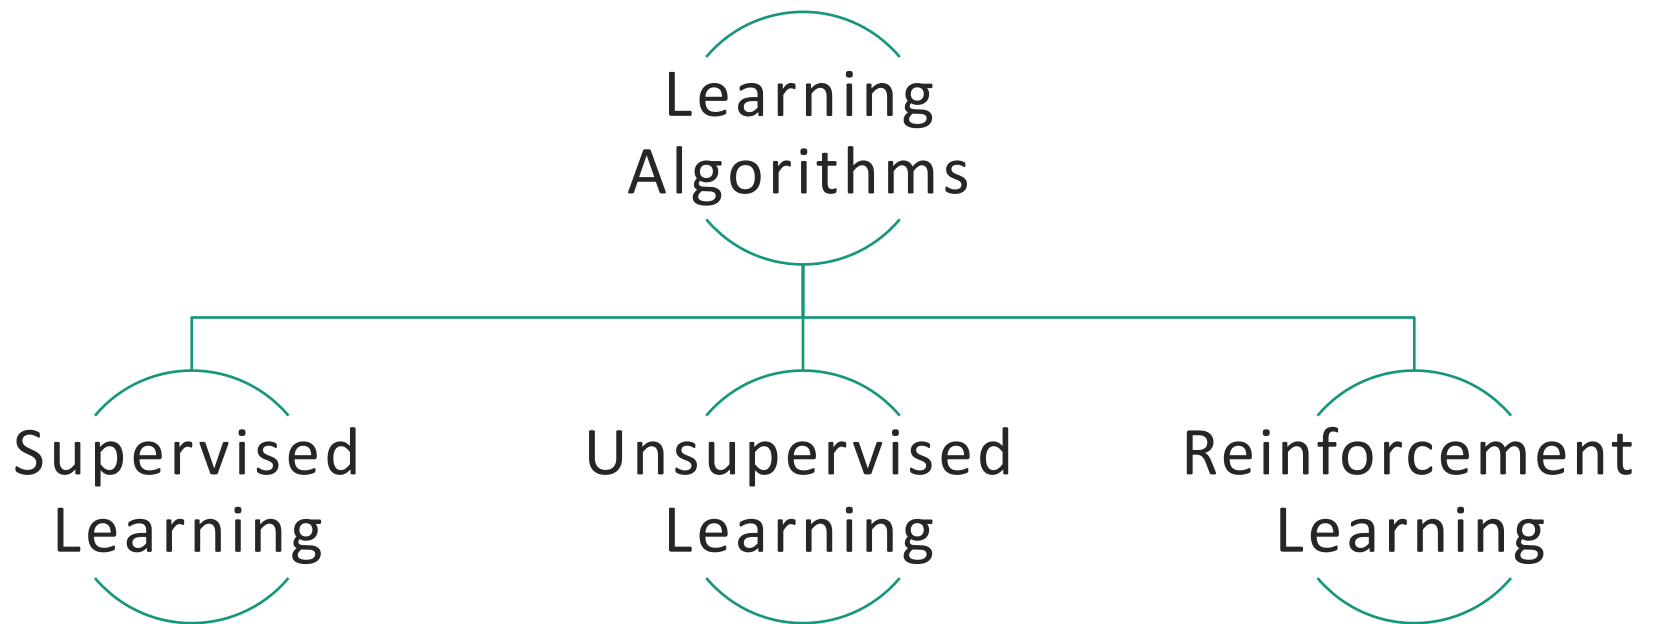 Learning
Algorithms
Supervised
Learning
Unsupervised
Learning
Reinforcement
Learning